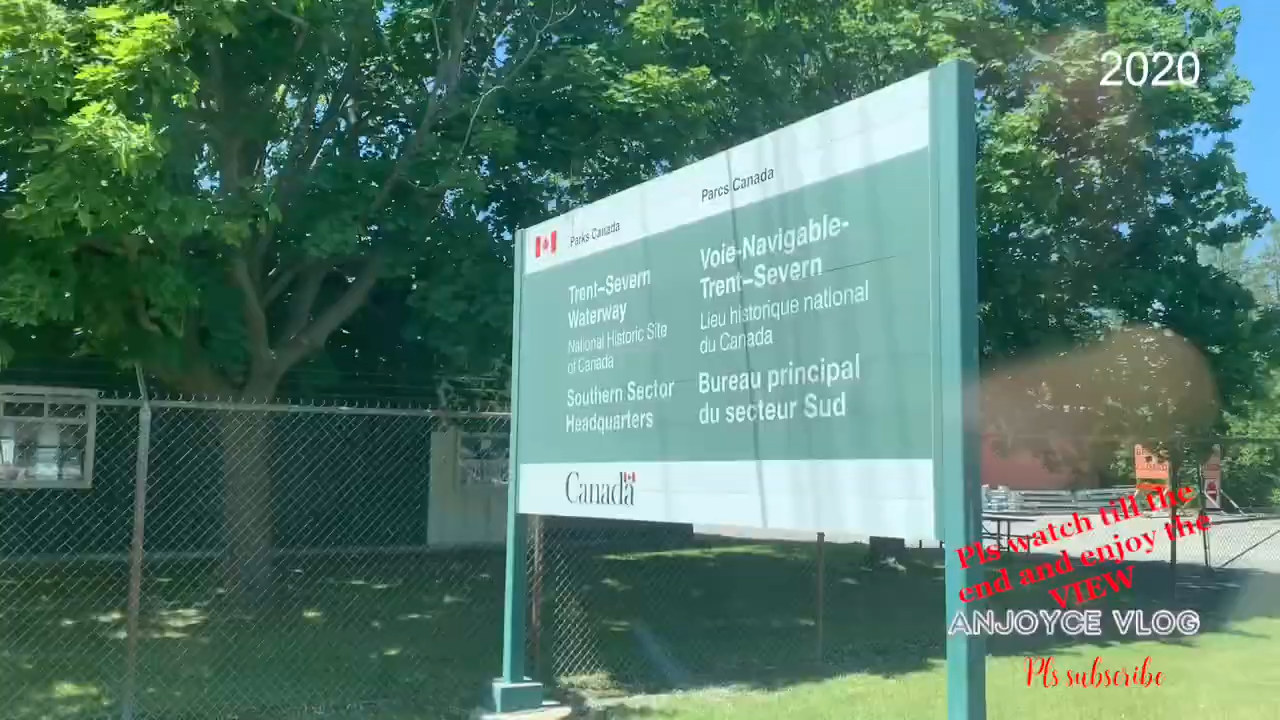 2020
Parks Canada
Parcs Canada
Trent–Severn
Waterway
National Historic Site
of Canada
Southern Sector
Headquarters
Voie-Navigable-
Trent–Severn
Lieu historique national
du Canada
Bureau principal
du secteur Sud
Canada
Pls watch till the
end and enjoy the
VIEW
ANJOYCE VLOG
Pls subscribe